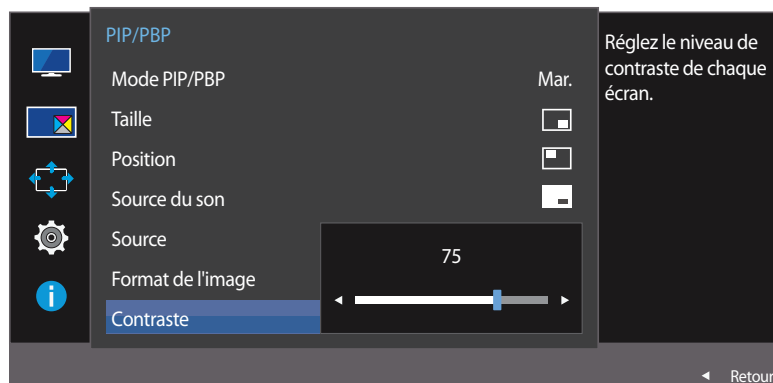 PIP/PBP
Mode PIP/PBP Mar.
Taille
Position
Source du son
Source
Format de l'image
Contraste
75
Réglez le niveau de
contraste de chaque
écran.
Retour